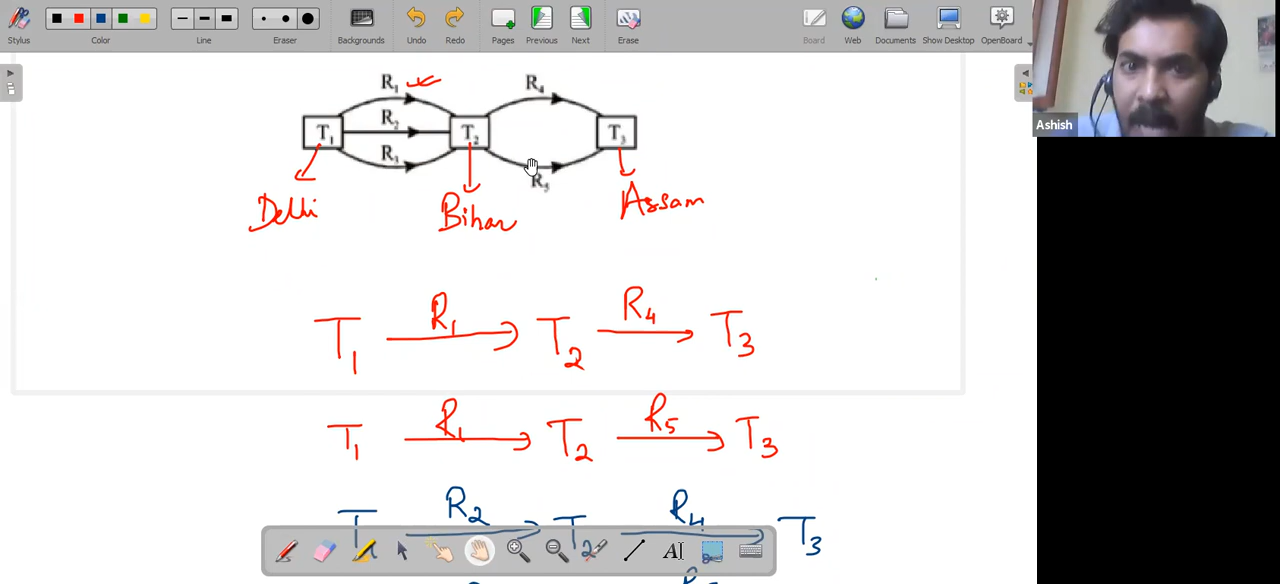 Stylus Color Line Eraser Backgrounds Undo Redo Pages Previous Next Erase Board Web Documents Show Desktop OpenBoard
Ashish
R₁ R₄
T₁ R₂ T₂ T₃
R₃ R₅
Delhi Bihar Assam
T₁ R₁ T₂ R₄ T₃
T₁ R₁ T₂ R₅ T₃
T R₂ T₂ R₄ T₃
A